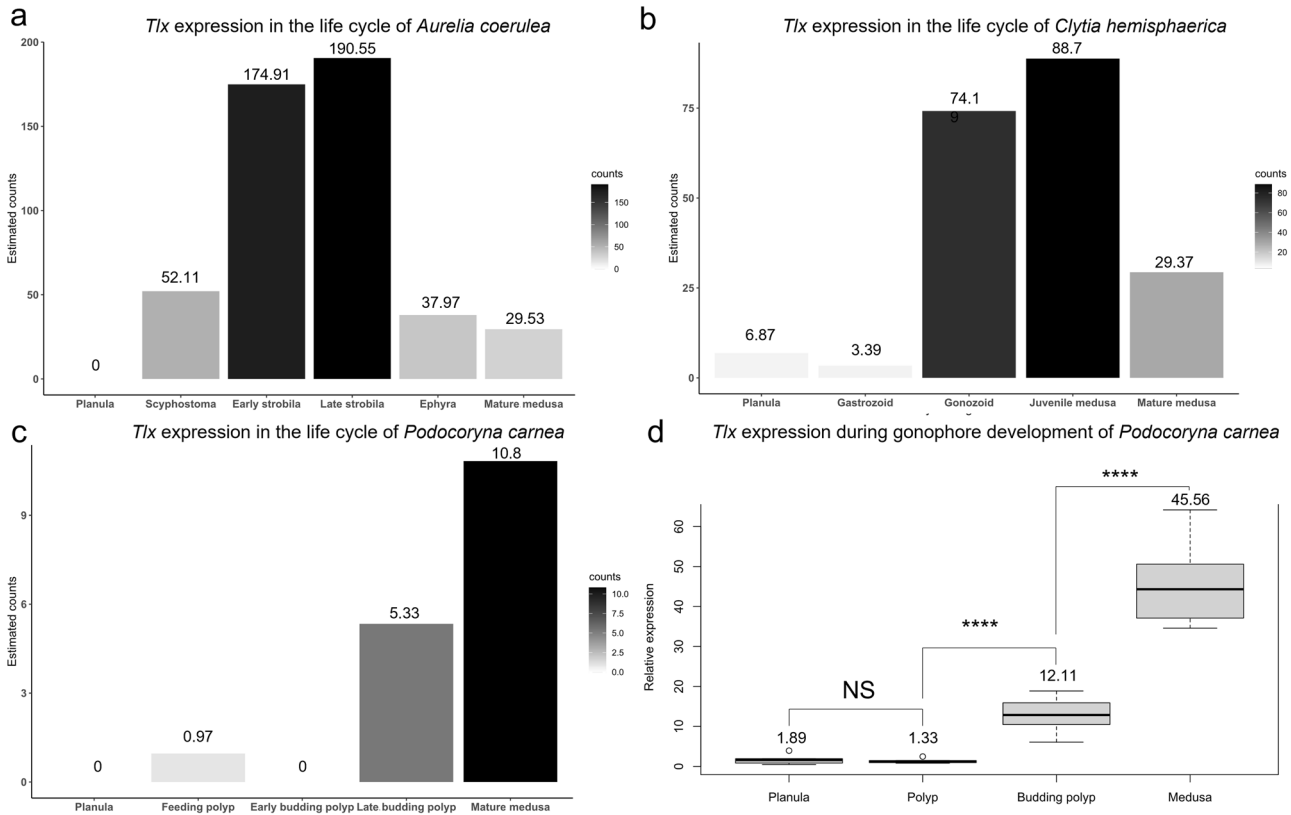 a
Tlx expression in the life cycle of Aurelia coerulea
200
150
100
50
0
Estimated counts
0
52.11
174.91
190.55
37.97
29.53
Planula
Scyphostoma
Early strobila
Late strobila
Ephyra
Mature medusa
counts
150
100
50
0
b
Tlx expression in the life cycle of Clytia hemisphaerica
75
50
25
0
Estimated counts
6.87
3.39
74.1
9
88.7
29.37
Planula
Gastrozoid
Gonozoid
Juvenile medusa
Mature medusa
counts
80
60
40
20
c
Tlx expression in the life cycle of Podocoryna carnea
9
6
3
0
Estimated counts
0
0.97
0
5.33
10.8
Planula
Feeding polyp
Early budding polyp
Late budding polyp
Mature medusa
counts
10.0
7.5
5.0
2.5
0.0
d
Tlx expression during gonophore development of Podocoryna carnea
60
50
40
30
20
10
0
Relative expression
NS
****
****
1.89
1.33
12.11
45.56
Planula
Polyp
Budding polyp
Medusa